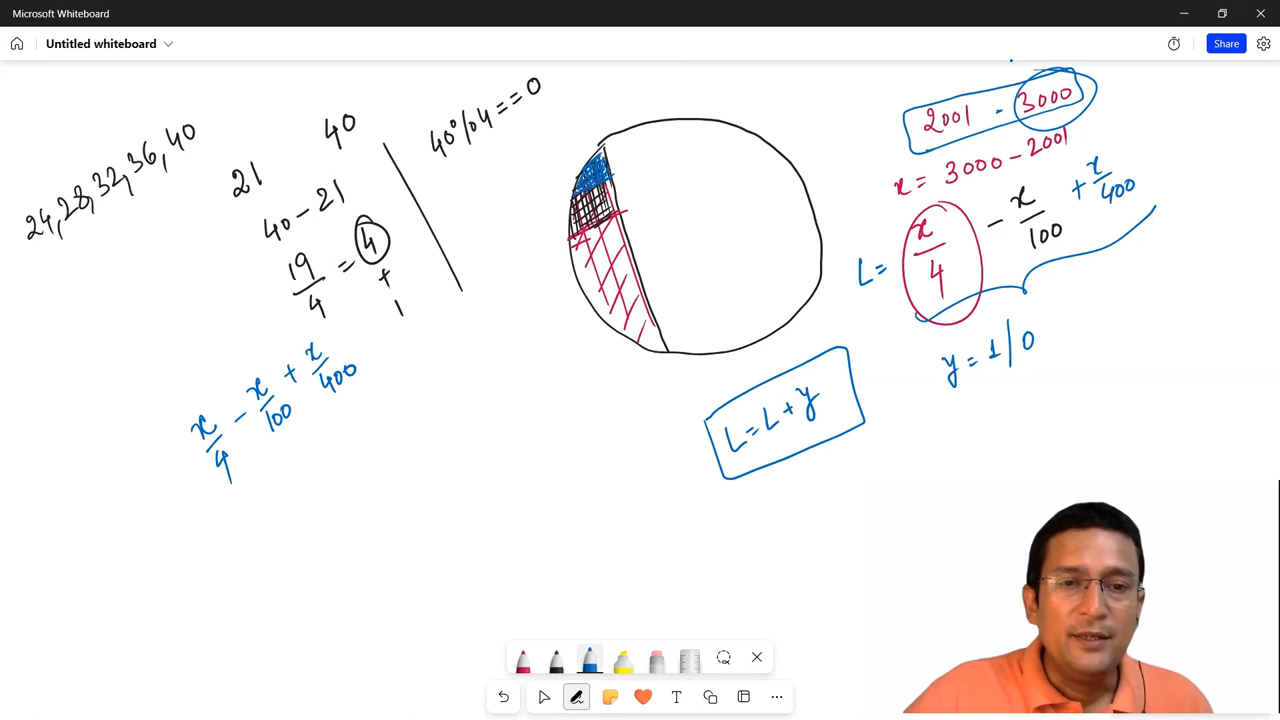 Microsoft Whiteboard
Untitled whiteboard
Share
24, 28, 32, 36, 40
21 40
40 - 21
19/4 = 4
+
1
40%4 == 0
x/4 - x/100 + x/400
2001 - 3000
x = 3000 - 2001
L = x/4 - x/100 + x/400
y = 1/0
L = L + y
T